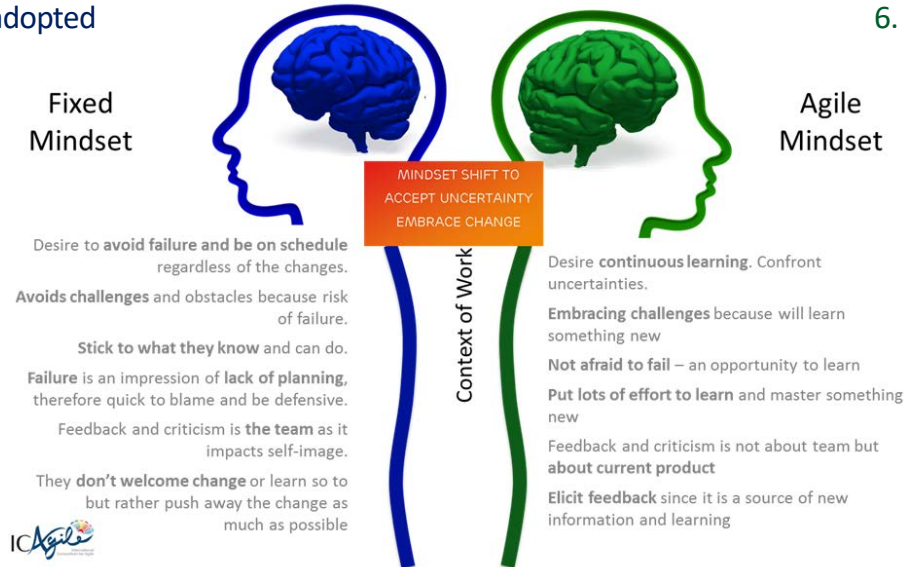 adopted
6.
Fixed
Mindset
Agile
Mindset
MINDSET SHIFT TO
ACCEPT UNCERTAINTY
EMBRACE CHANGE
Context of Work
Desire to avoid failure and be on schedule
regardless of the changes.
Avoids challenges and obstacles because risk
of failure.
Stick to what they know and can do.
Failure is an impression of lack of planning,
therefore quick to blame and be defensive.
Feedback and criticism is the team as it
impacts self-image.
They don't welcome change or learn so to
but rather push away the change as
much as possible
Desire continuous learning. Confront
uncertainties.
Embracing challenges because will learn
something new
Not afraid to fail – an opportunity to learn
Put lots of effort to learn and master something
new
Feedback and criticism is not about team but
about current product
Elicit feedback since it is a source of new
information and learning
ICAgile